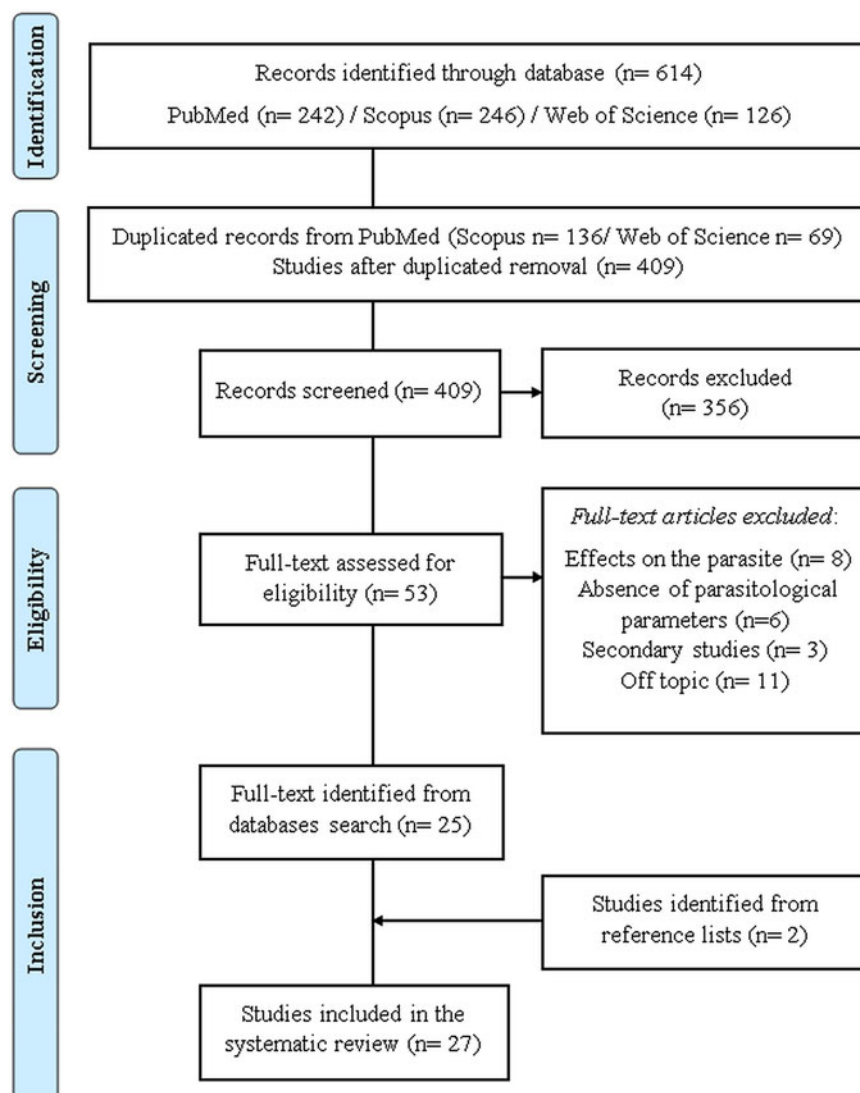 Identification
Records identified through database (n= 614)
PubMed (n= 242) / Scopus (n= 246) / Web of Science (n= 126)
Screening
Duplicated records from PubMed (Scopus n= 136/ Web of Science n= 69)
Studies after duplicated removal (n= 409)
Records screened (n= 409)
Records excluded
(n= 356)
Eligibility
Full-text assessed for
eligibility (n= 53)
Full-text articles excluded:
Effects on the parasite (n= 8)
Absence of parasitological
parameters (n=6)
Secondary studies (n= 3)
Off topic (n= 11)
Inclusion
Full-text identified from
databases search (n= 25)
Studies identified from
reference lists (n= 2)
Studies included in the
systematic review (n= 27)